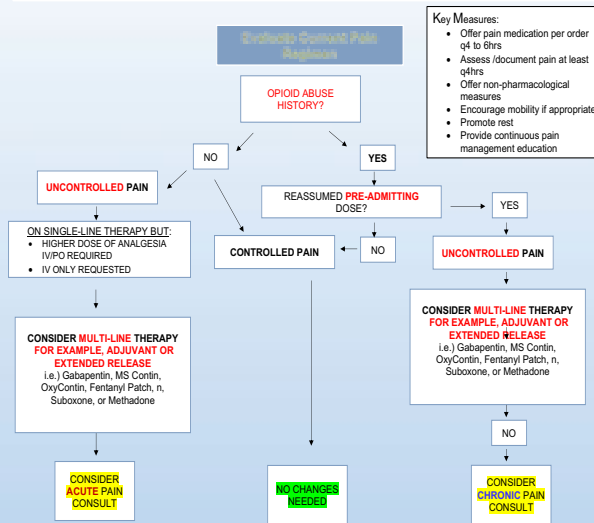 Evaluate Current Pain
Regimen
Key Measures:
• Offer pain medication per order
q4 to 6hrs
• Assess /document pain at least
q4hrs
• Offer non-pharmacological
measures
• Encourage mobility if appropriate
• Promote rest
• Provide continuous pain
management education
OPIOID ABUSE
HISTORY?
NO
YES
UNCONTROLLED PAIN
REASSUMED PRE-ADMITTING
DOSE?
YES
ON SINGLE-LINE THERAPY BUT:
• HIGHER DOSE OF ANALGESIA
IV/PO REQUIRED
• IV ONLY REQUESTED
CONTROLLED PAIN
NO
UNCONTROLLED PAIN
CONSIDER MULTI-LINE THERAPY
FOR EXAMPLE, ADJUVANT OR
EXTENDED RELEASE
i.e.) Gabapentin, MS Contin,
OxyContin, Fentanyl Patch, n,
Suboxone, or Methadone
CONSIDER MULTI-LINE THERAPY
FOR EXAMPLE, ADJUVANT OR
EXTENDED RELEASE
i.e.) Gabapentin, MS Contin,
OxyContin, Fentanyl Patch, n,
Suboxone, or Methadone
NO
CONSIDER
ACUTE PAIN
CONSULT
NO CHANGES
NEEDED
CONSIDER
CHRONIC PAIN
CONSULT